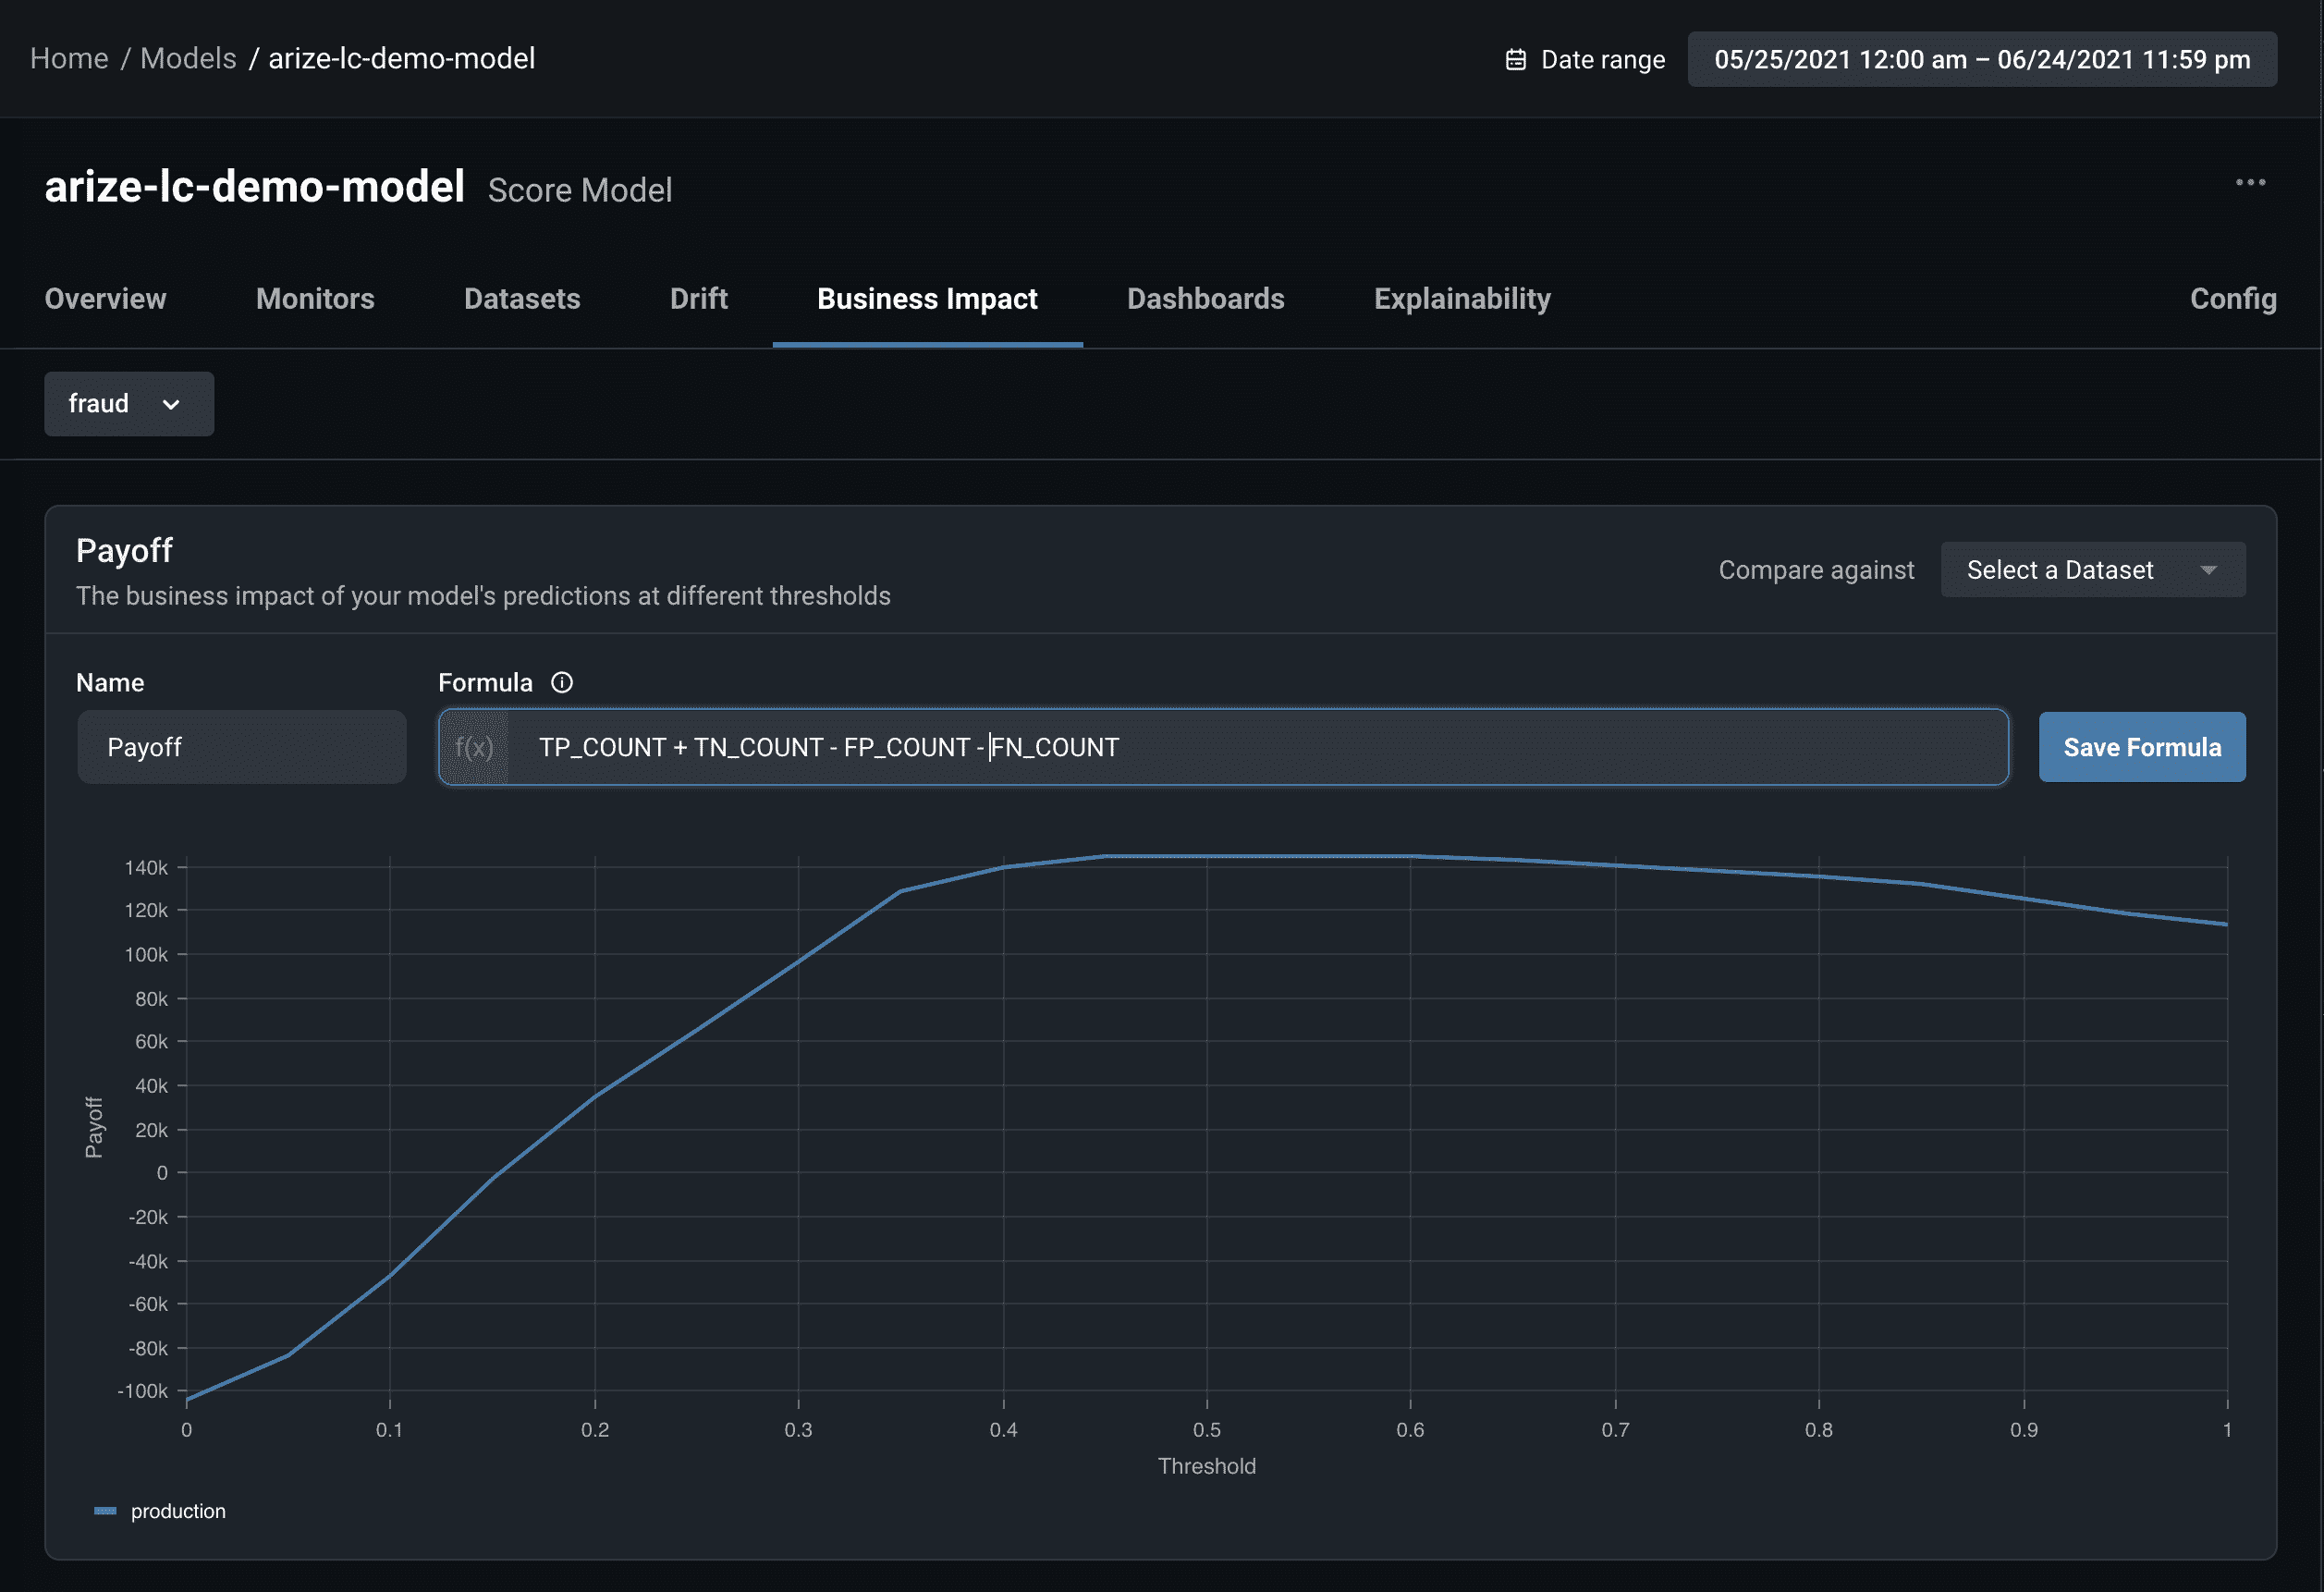 Home / Models / arize-lc-demo-model
Date range
05/25/2021 12:00 am – 06/24/2021 11:59 pm
arize-lc-demo-model Score Model
Overview
Monitors
Datasets
Drift
Business Impact
Dashboards
Explainability
Config
fraud
Payoff
The business impact of your model's predictions at different thresholds
Compare against
Select a Dataset
Name
Formula
Payoff
f(x)
TP_COUNT + TN_COUNT - FP_COUNT -FN_COUNT
Save Formula
140k
120k
100k
80k
60k
40k
20k
0
-20k
-40k
-60k
-80k
-100k
Payoff
0
0.1
0.2
0.3
0.4
0.5
0.6
0.7
0.8
0.9
1
Threshold
production